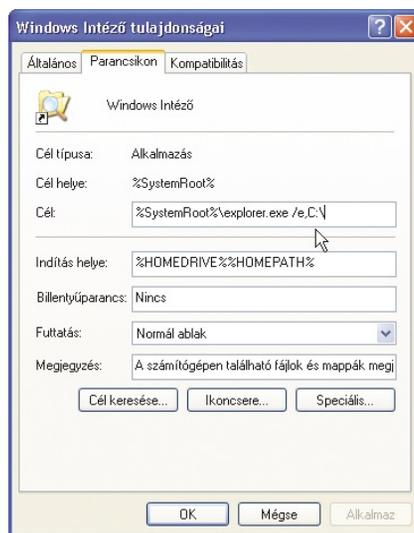 Windows Intéző tulajdonságai
Általános Parancsikon Kompatibilitás
Windows Intéző
Cél típusa: Alkalmazás
Cél helye: %SystemRoot%
Cél: %SystemRoot%\explorer.exe /e,C:\
Indítás helye: %HOMEDRIVE%%HOMEPATH%
Billentyűparancs: Nincs
Futtatás: Normál ablak
Megjegyzés: A számítógépen található fájlok és mappák megj
Cél keresése... Ikoncsere... Speciális...
OK Mégse Alkalmaz